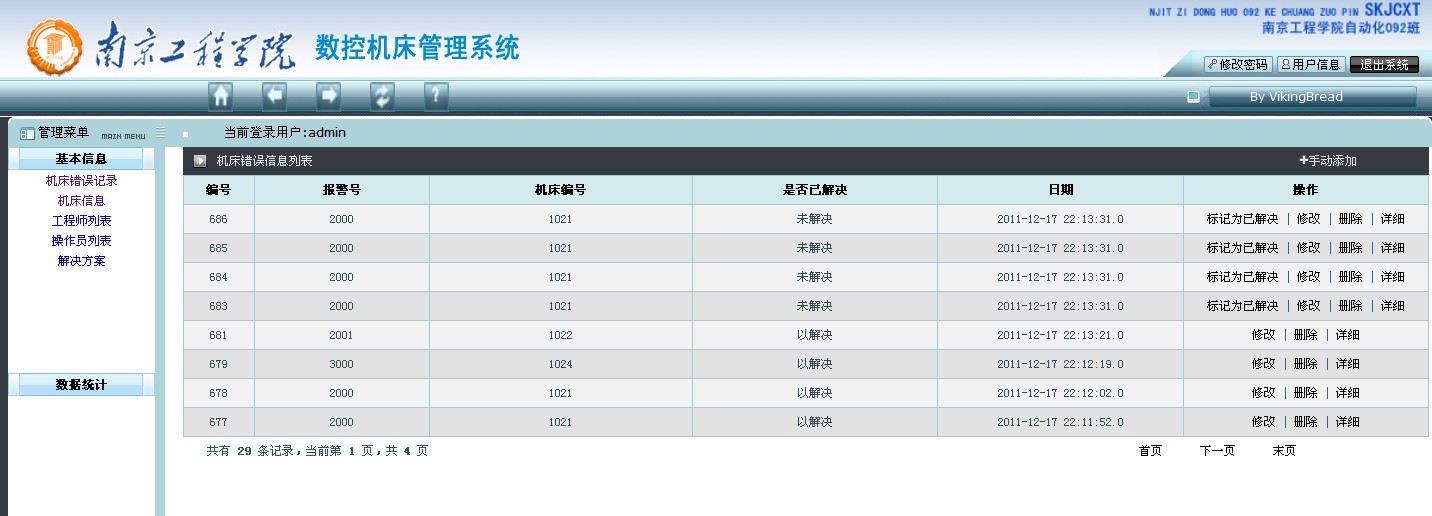 NJIT ZI DONG HUO 092 KE CHUANG ZUO PIN SKJCXT
南京工程学院自动化092班
南京工程学院 数控机床管理系统
修改密码 用户信息 退出系统
By VikingBread
管理菜单 MAIN MENU 当前登录用户:admin
基本信息
机床错误记录
机床信息
工程师列表
操作员列表
解决方案
数据统计
机床错误信息列表 手动添加
编号 报警号 机床编号 是否已解决 日期 操作
686 2000 1021 未解决 2011-12-17 22:13:31.0 标记为已解决 | 修改 | 删除 | 详细
685 2000 1021 未解决 2011-12-17 22:13:31.0 标记为已解决 | 修改 | 删除 | 详细
684 2000 1021 未解决 2011-12-17 22:13:31.0 标记为已解决 | 修改 | 删除 | 详细
683 2000 1021 未解决 2011-12-17 22:13:31.0 标记为已解决 | 修改 | 删除 | 详细
681 2001 1022 以解决 2011-12-17 22:13:21.0 修改 | 删除 | 详细
679 3000 1024 以解决 2011-12-17 22:12:19.0 修改 | 删除 | 详细
678 2000 1021 以解决 2011-12-17 22:12:02.0 修改 | 删除 | 详细
677 2000 1021 以解决 2011-12-17 22:11:52.0 修改 | 删除 | 详细
共有 29 条记录,当前第 1 页,共 4 页 首页 下一页 末页